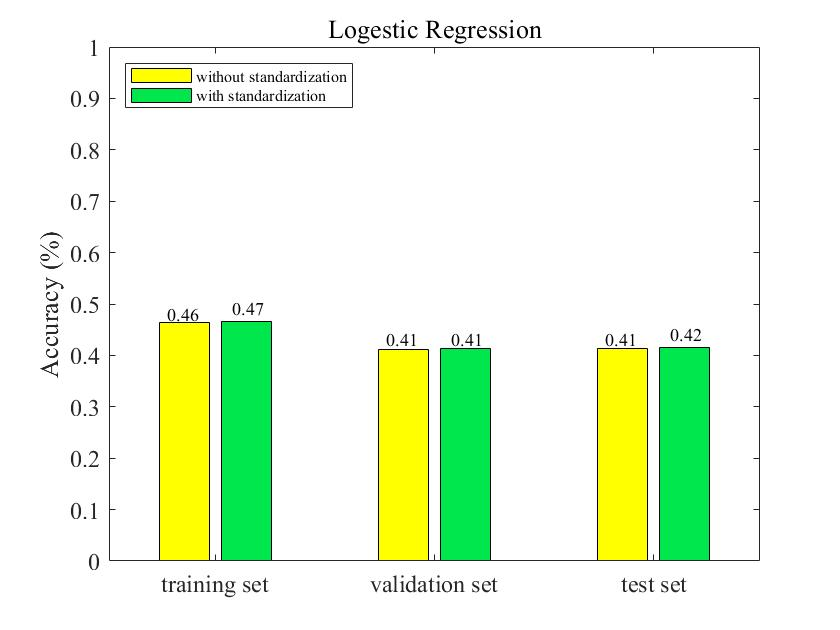 Logestic Regression
without standardization
with standardization
Accuracy (%)
1
0.9
0.8
0.7
0.6
0.5
0.4
0.3
0.2
0.1
0
0.46
0.47
0.41
0.41
0.41
0.42
training set
validation set
test set